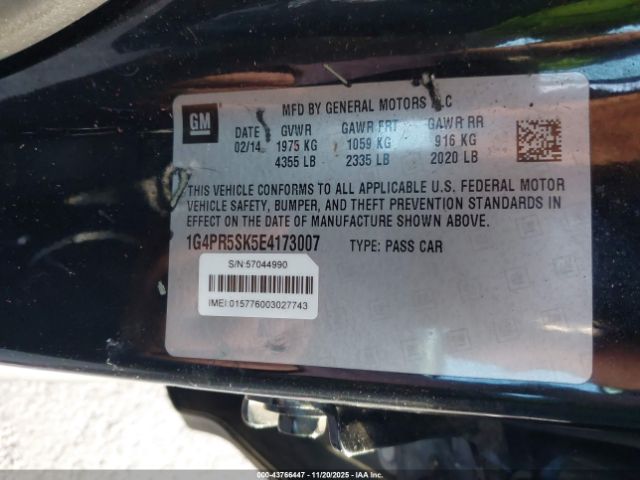 GM
MFD BY GENERAL MOTORS LLC
DATE GVWR GAWR FRT GAWR RR
02/14 1975 KG 1059 KG 916 KG
4355 LB 2335 LB 2020 LB
THIS VEHICLE CONFORMS TO ALL APPLICABLE U.S. FEDERAL MOTOR
VEHICLE SAFETY, BUMPER, AND THEFT PREVENTION STANDARDS IN
EFFECT ON THE DATE OF MANUFACTURE SHOWN ABOVE.
1G4PR5SK5E4173007 TYPE: PASS CAR
S/N:57044990
IMEI:015776003027743
000-43766447 - 11/20/2025 - IAA, Inc. - Copyright